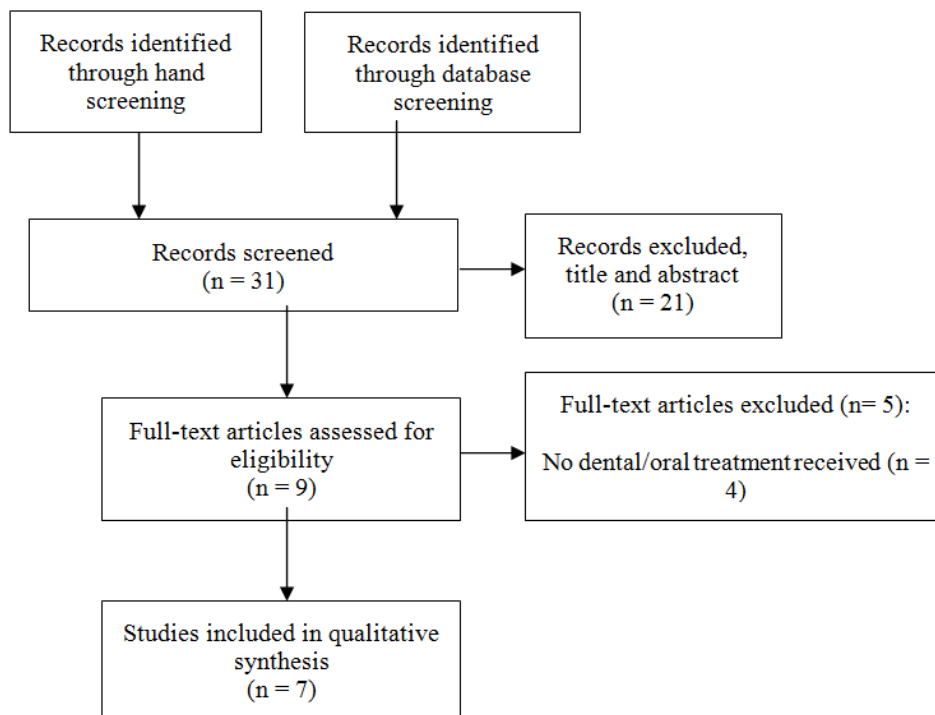 Records identified
through hand
screening
Records identified
through database
screening
Records screened
(n = 31)
Records excluded,
title and abstract
(n = 21)
Full-text articles assessed for
eligibility
(n = 9)
Full-text articles excluded (n= 5):
No dental/oral treatment received (n =
4)
Studies included in qualitative
synthesis
(n = 7)